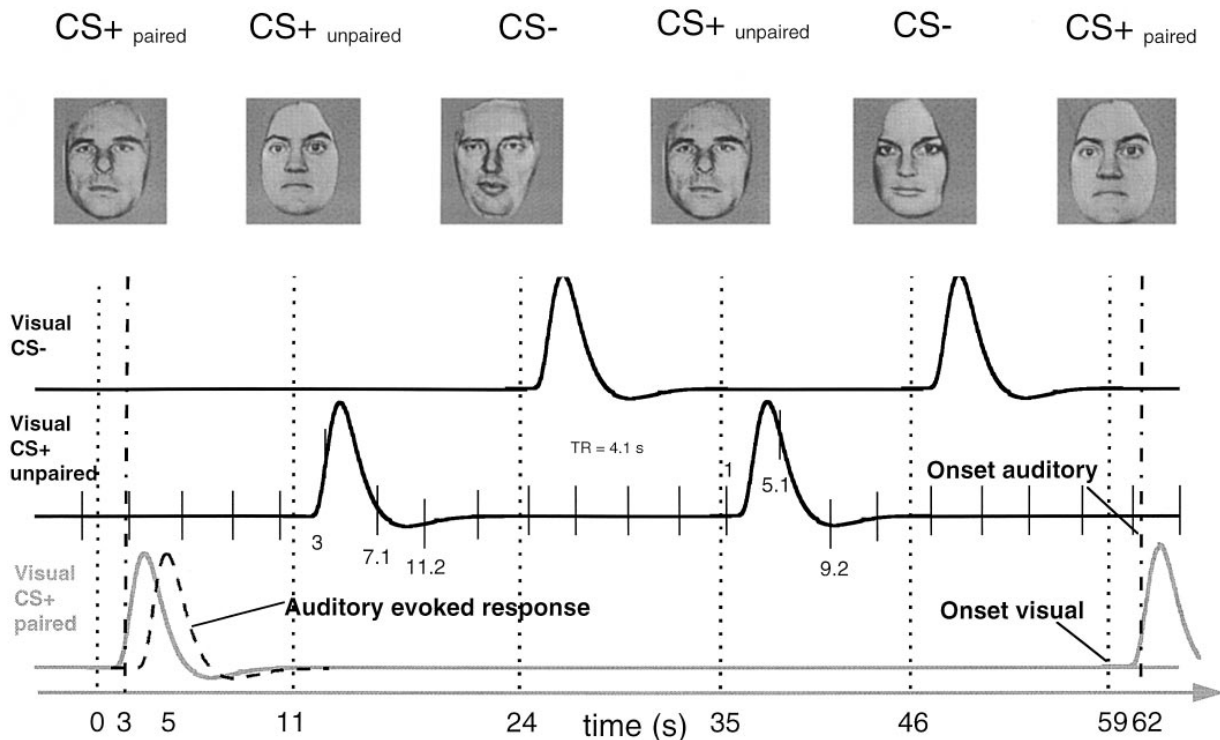 CS+ paired CS+ unpaired CS- CS+ unpaired CS- CS+ paired
Visual
CS-
Visual
CS+
unpaired
TR = 4.1 s
1
5.1
Onset auditory
3
7.1
11.2
9.2
Visual
CS+
paired
Auditory evoked response
Onset visual
0 3 5 11 24 time (s) 35 46 59 62